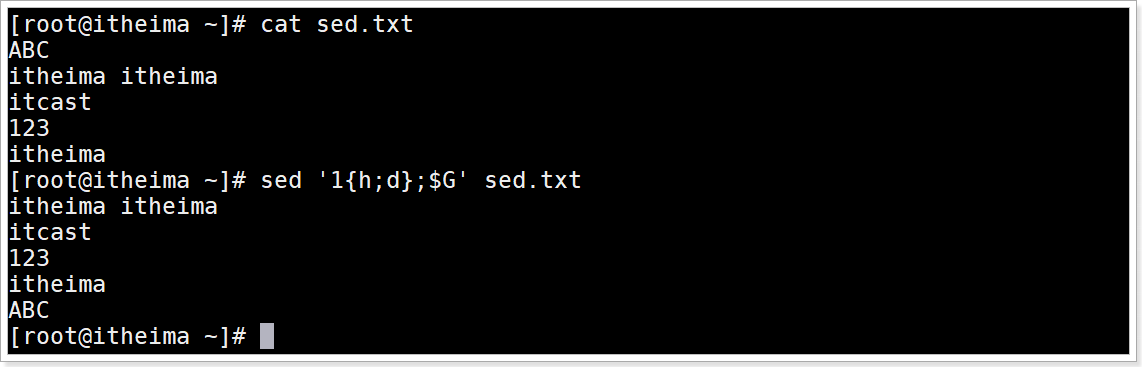 [root@itheima ~]# cat sed.txt
ABC
itheima itheima
itcast
123
itheima
[root@itheima ~]# sed '1{h;d};$G' sed.txt
itheima itheima
itcast
123
itheima
ABC
[root@itheima ~]#